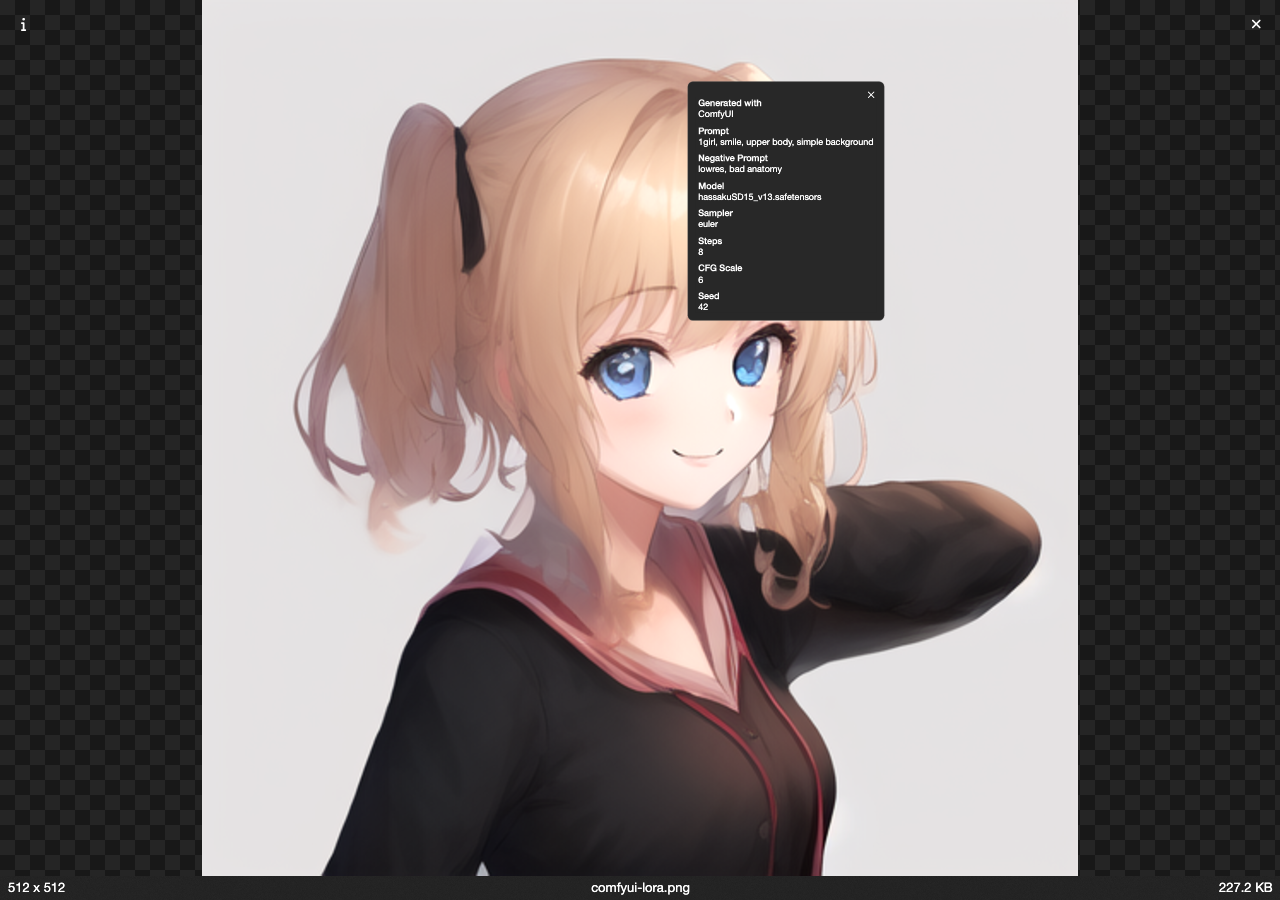 i
×
×
Generated with
ComfyUI
Prompt
1girl, smile, upper body, simple background
Negative Prompt
lowres, bad anatomy
Model
hassakuSD15_v13.safetensors
Sampler
euler
Steps
8
CFG Scale
6
Seed
42
512 x 512
comfyui-lora.png
227.2 KB